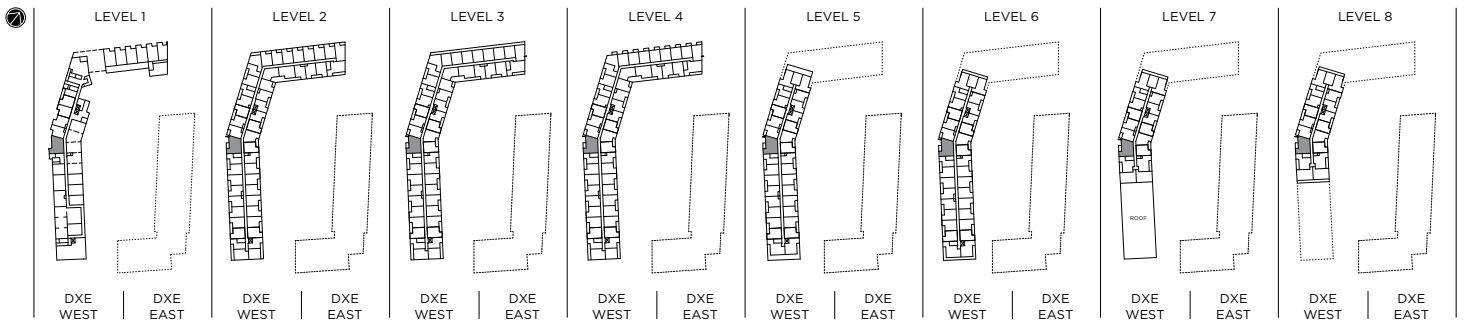 LEVEL 1
LEVEL 2
LEVEL 3
LEVEL 4
LEVEL 5
LEVEL 6
LEVEL 7
LEVEL 8
ROOF
DXE
WEST
DXE
EAST
DXE
WEST
DXE
EAST
DXE
WEST
DXE
EAST
DXE
WEST
DXE
EAST
DXE
WEST
DXE
EAST
DXE
WEST
DXE
EAST
DXE
WEST
DXE
EAST
DXE
WEST
DXE
EAST